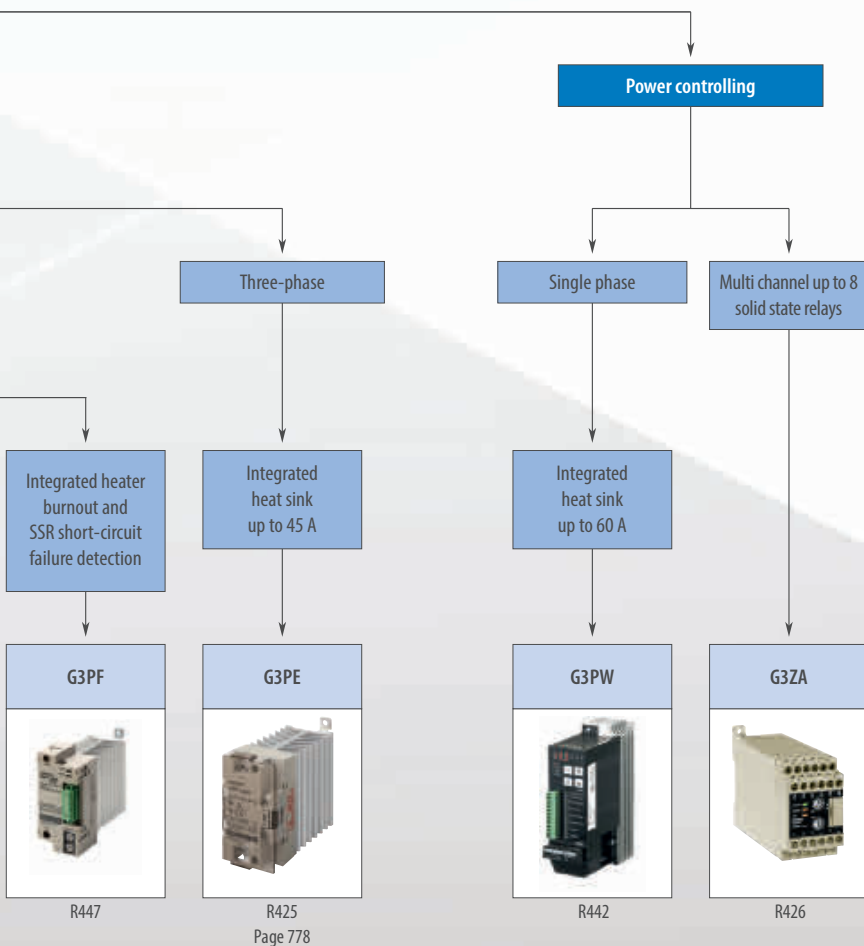 Power controlling
Three-phase
Single phase
Multi channel up to 8
solid state relays
Integrated heater
burnout and
SSR short-circuit
failure detection
Integrated
heat sink
up to 45 A
Integrated
heat sink
up to 60 A
G3PF
G3PE
G3PW
G3ZA
R447
R425
Page 778
R442
R426